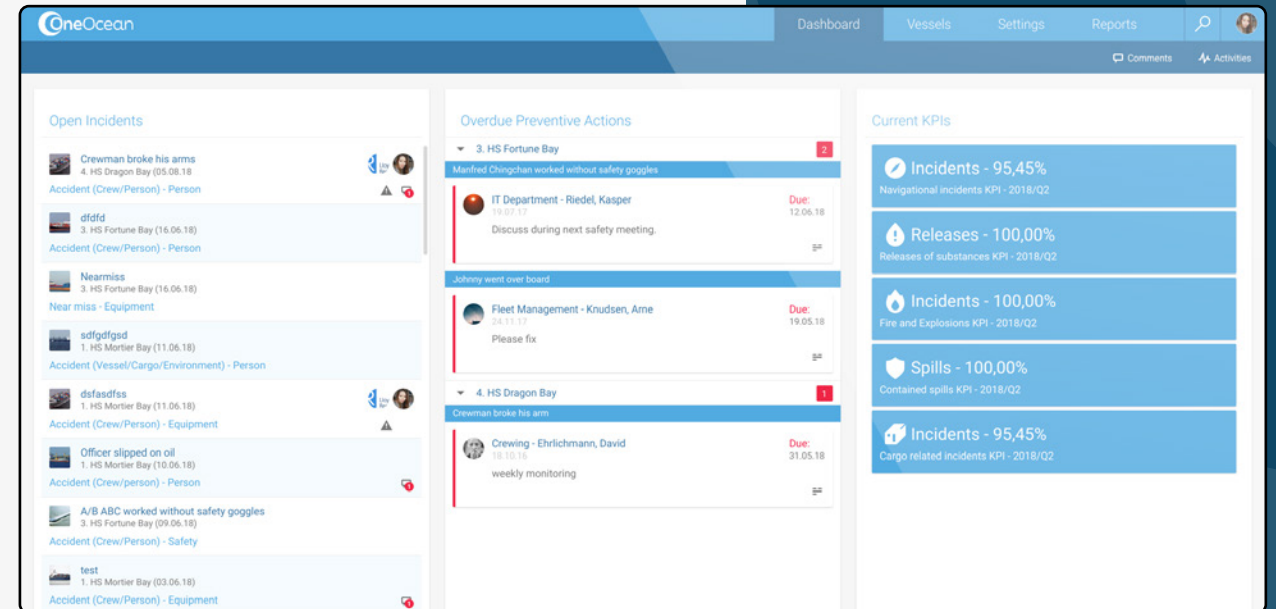 OneOcean
Dashboard
Vessels
Settings
Reports
Comments
Activities
Open Incidents
Crewman broke his arms
4. HS Dragon Bay (05.08.18
Accident (Crew/Person) - Person
1
dfdfd
3. HS Fortune Bay (16.06.18)
Accident (Crew/Person) - Person
Nearmiss
3. HS Fortune Bay (16.06.18)
Near miss - Equipment
sdfgdfgsd
1. HS Mortier Bay (11.06.18)
Accident (Vessel/Cargo/Environment) - Person
dsfasdfss
1. HS Mortier Bay (11.06.18)
Accident (Crew/Person) - Equipment
Officer slipped on oil
1. HS Mortier Bay (10.06.18)
Accident (Crew/person) - Person
1
A/B ABC worked without safety goggles
3. HS Fortune Bay (09.06.18)
Accident (Crew/Person) - Safety
test
1. HS Mortier Bay (03.06.18)
Accident (Crew/Person) - Equipment
1
Overdue Preventive Actions
3. HS Fortune Bay
2
Manfred Chingchan worked without safety goggles
IT Department - Riedel, Kasper
19.07.17
Due:
12.06.18
Discuss during next safety meeting.
Johnny went over board
Fleet Management - Knudsen, Arne
24.11.17
Due:
19.05.18
Please fix
4. HS Dragon Bay
1
Crewman broke his arm
Crewing - Ehrlichmann, David
18.10.16
Due:
31.05.18
weekly monitoring
Current KPIs
Incidents - 95,45%
Navigational incidents KPI - 2018/Q2
Releases - 100,00%
Releases of substances KPI - 2018/Q2
Incidents - 100,00%
Fire and Explosions KPI - 2018/Q2
Spills - 100,00%
Contained spills KPI - 2018/Q2
Incidents - 95,45%
Cargo related incidents KPI - 2018/Q2